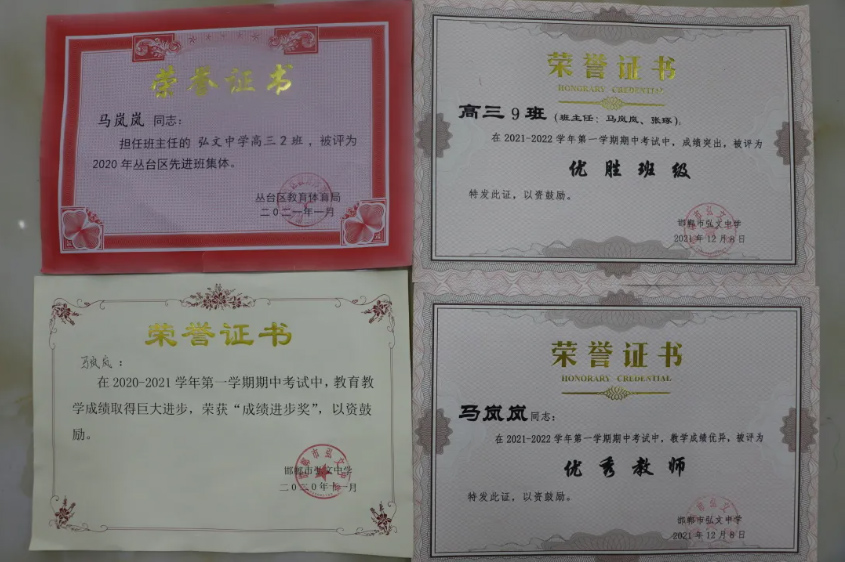 荣誉证书
马岚岚 同志：
担任班主任的 弘文中学高三2班，被评为
2020年丛台区先进班集体。
丛台区教育体育局
二〇二一年一月
荣誉证书
HONORARY CREDENTIAL
高三9班（班主任：马岚岚、张琢），
在2021-2022学年第一学期期中考试中，成绩突出，被评为
优胜班级
特发此证，以资鼓励。
邯郸市弘文中学
2021年12月8日
荣誉证书
马岚岚：
在2020-2021学年第一学期期中考试中，教育教
学成绩取得巨大进步，荣获“成绩进步奖”，以资鼓
励。
邯郸市弘文中学
二〇二〇年十一月
荣誉证书
HONORARY CREDENTIAL
马岚岚同志：
在2021-2022学年第一学期期中考试中，教学成绩优异，被评为
优秀教师
特发此证，以资鼓励。
邯郸市弘文中学
2021年12月8日